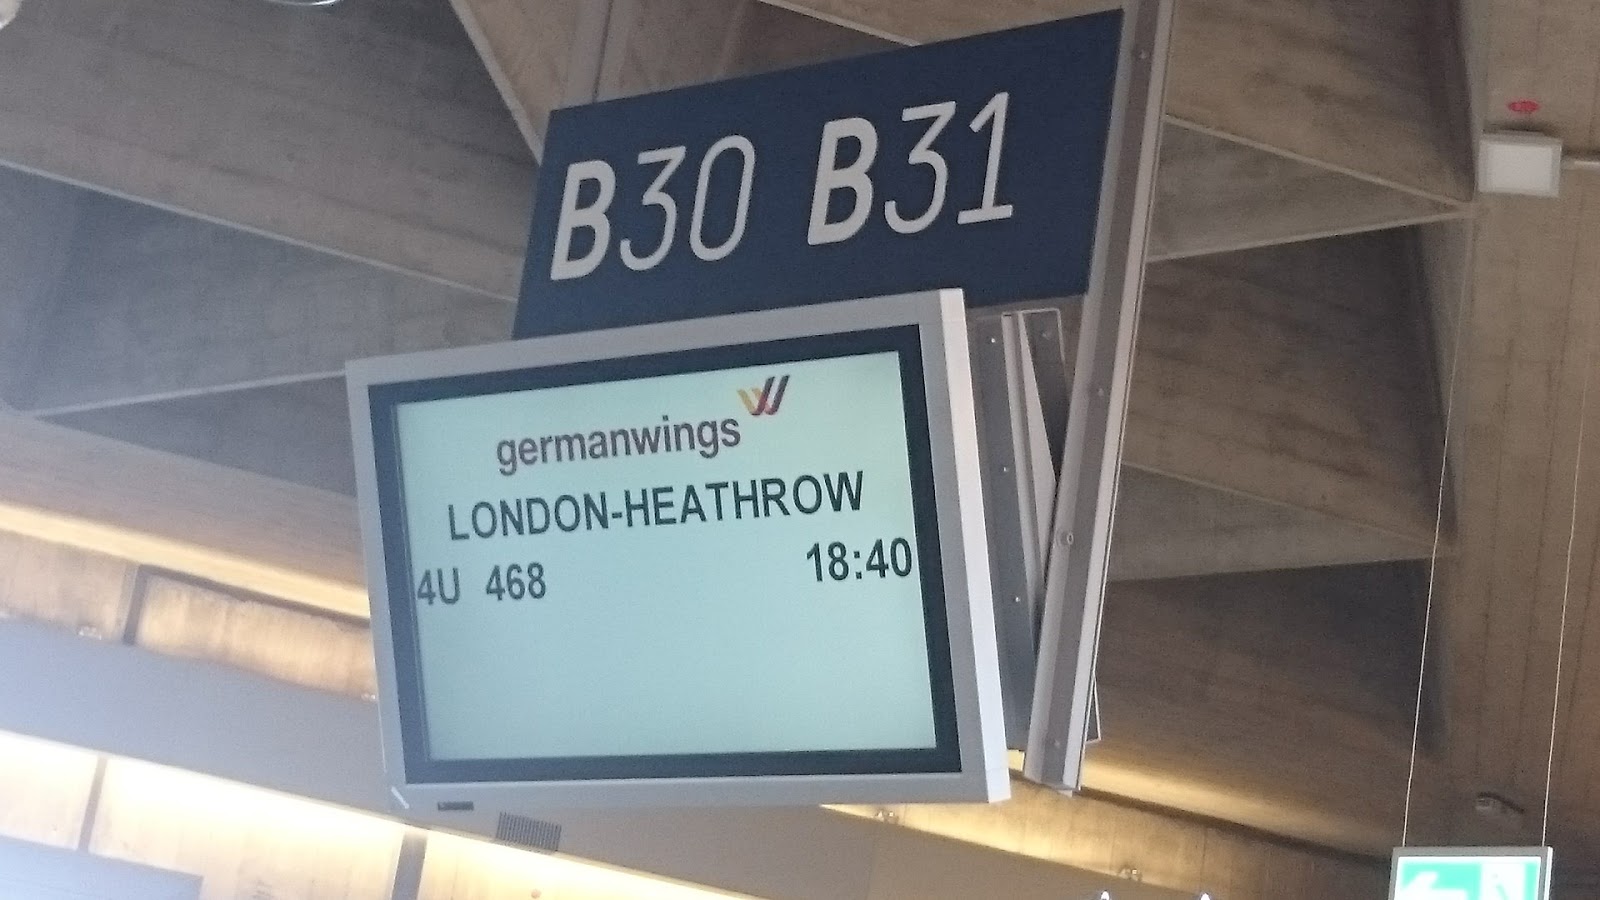 B30 B31
germanwings
LONDON-HEATHROW
4U 468 18:40